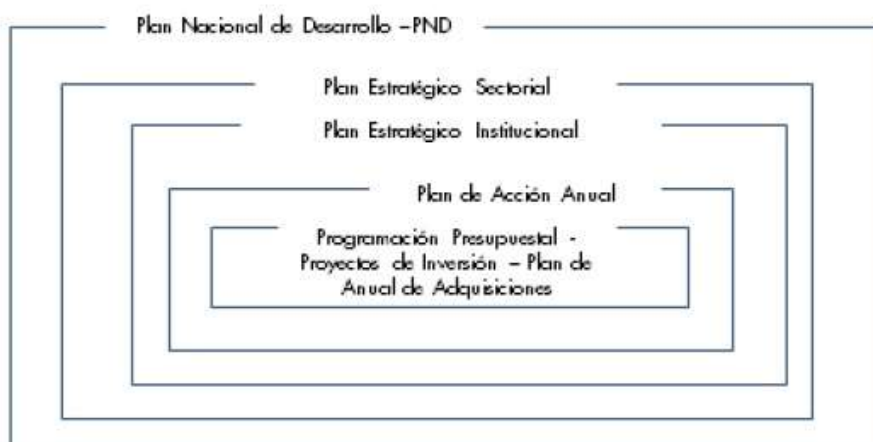 Plan Nacional de Desarrollo –PND
Plan Estratégico Sectorial
Plan Estratégico Institucional
Plan de Acción Anual
Programación Presupuestal -
Proyectos de Inversión – Plan de
Anual de Adquisiciones